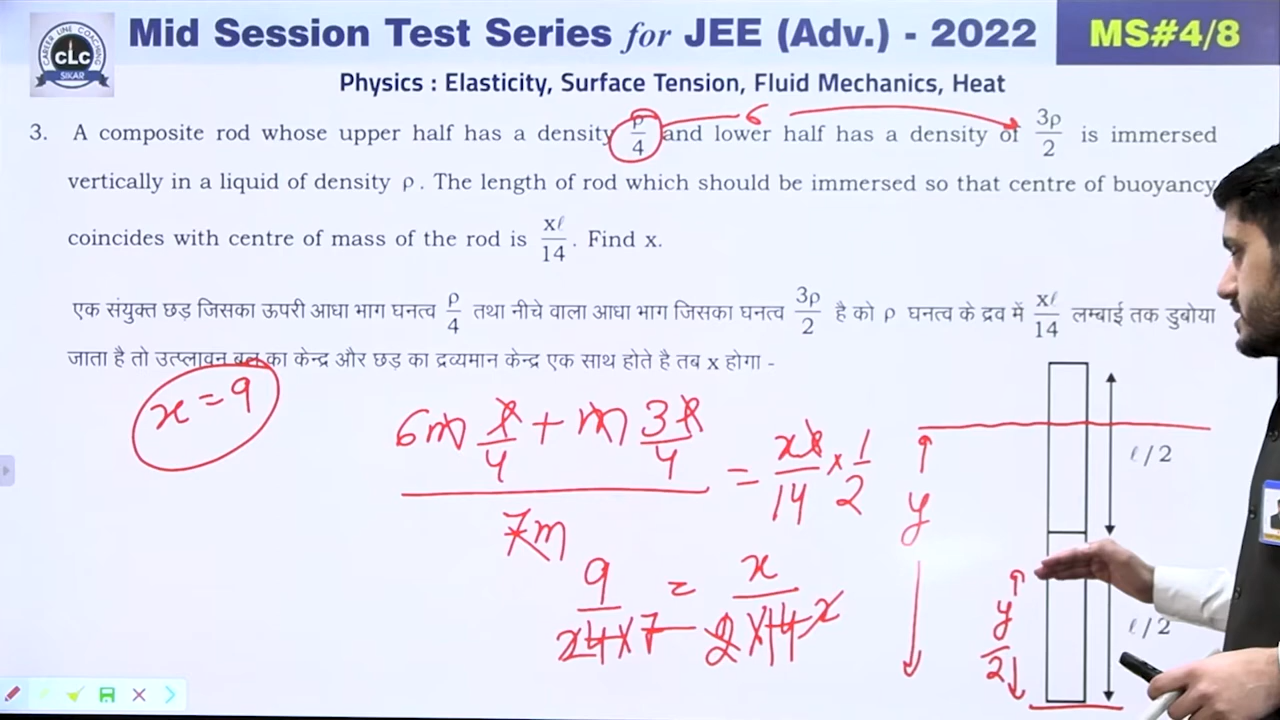 CAREER LINE COACHING
CLC
SIKAR
Mid Session Test Series for JEE (Adv.) - 2022
MS#4/8
Physics : Elasticity, Surface Tension, Fluid Mechanics, Heat
3. A composite rod whose upper half has a density ρ/4 and lower half has a density of 3ρ/2 is immersed
6
vertically in a liquid of density ρ. The length of rod which should be immersed so that centre of buoyancy
coincides with centre of mass of the rod is xℓ/14. Find x.
एक संयुक्त छड़ जिसका ऊपरी आधा भाग घनत्व ρ/4 तथा नीचे वाला आधा भाग जिसका घनत्व 3ρ/2 है को ρ घनत्व के द्रव में xℓ/14 लम्बाई तक डुबोया
जाता है तो उत्प्लावन बल का केन्द्र और छड़ का द्रव्यमान केन्द्र एक साथ होते है तब x होगा -
x = 9
6m ℓ/4 + m 3ℓ/4 = xℓ/14 × 1/2
7m
9/(4×7) = x/(2×14)
2
y
y/2
ℓ/2
ℓ/2